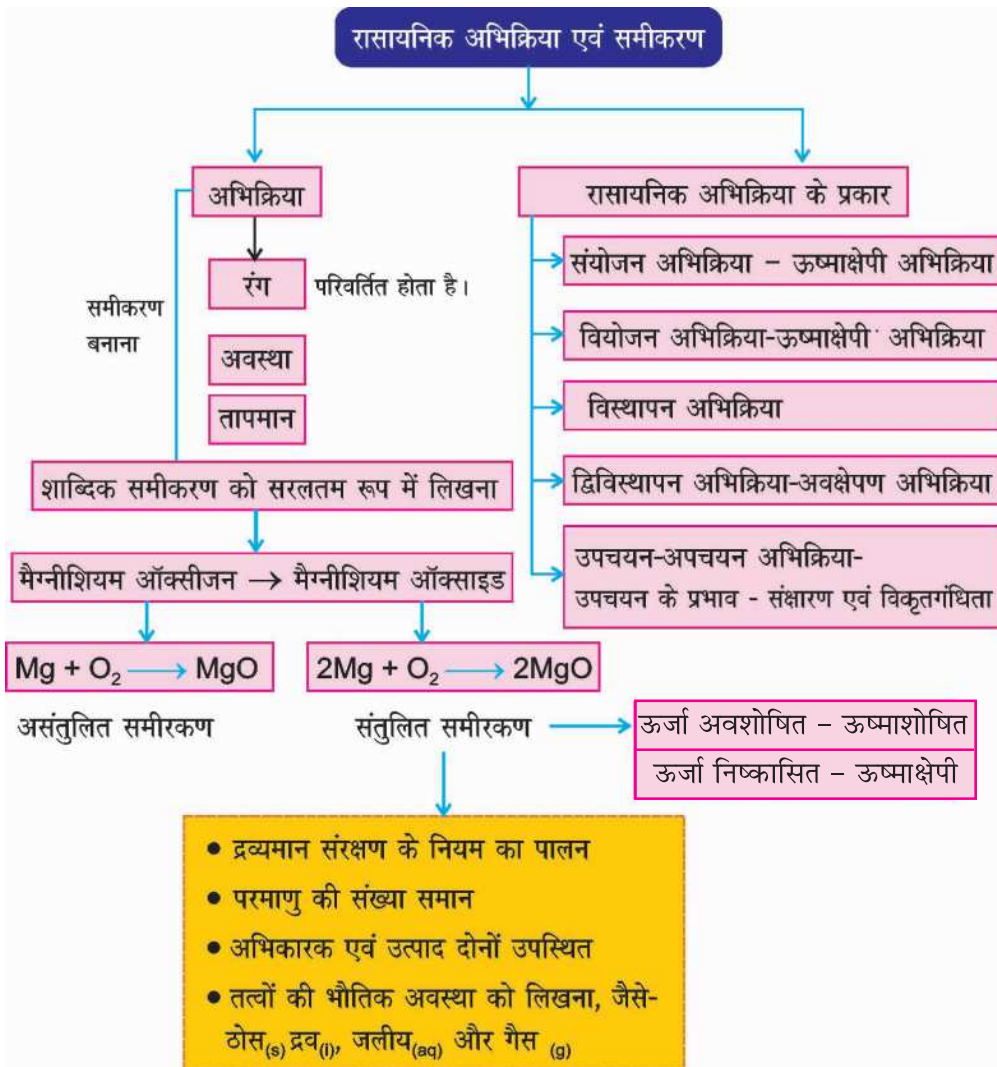 रासायनिक अभिक्रिया एवं समीकरण
अभिक्रिया
रंग
परिवर्तित होता है।
समीकरण
बनाना
अवस्था
तापमान
शाब्दिक समीकरण को सरलतम रूप में लिखना
मैग्नीशियम ऑक्सीजन → मैग्नीशियम ऑक्साइड
Mg + O₂ ⟶ MgO
असंतुलित समीरकण
2Mg + O₂ ⟶ 2MgO
संतुलित समीरकण
रासायनिक अभिक्रिया के प्रकार
संयोजन अभिक्रिया – ऊष्माक्षेपी अभिक्रिया
वियोजन अभिक्रिया-ऊष्माक्षेपी अभिक्रिया
विस्थापन अभिक्रिया
द्विविस्थापन अभिक्रिया-अवक्षेपण अभिक्रिया
उपचयन-अपचयन अभिक्रिया-
उपचयन के प्रभाव - संक्षारण एवं विकृतगंधिता
ऊर्जा अवशोषित – ऊष्माशोषित
ऊर्जा निष्कासित – ऊष्माक्षेपी
• द्रव्यमान संरक्षण के नियम का पालन
• परमाणु की संख्या समान
• अभिकारक एवं उत्पाद दोनों उपस्थित
• तत्वों की भौतिक अवस्था को लिखना, जैसे-
ठोस(s) द्रव(l), जलीय(aq) और गैस (g)